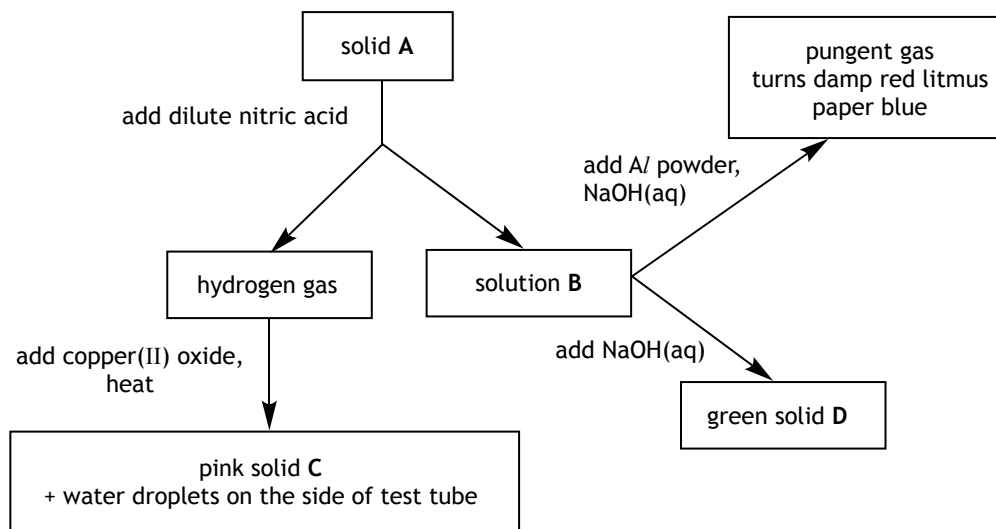 solid A
pungent gas
turns damp red litmus
paper blue
add dilute nitric acid
add Al powder,
NaOH(aq)
hydrogen gas
solution B
add copper(II) oxide,
heat
add NaOH(aq)
green solid D
pink solid C
+ water droplets on the side of test tube